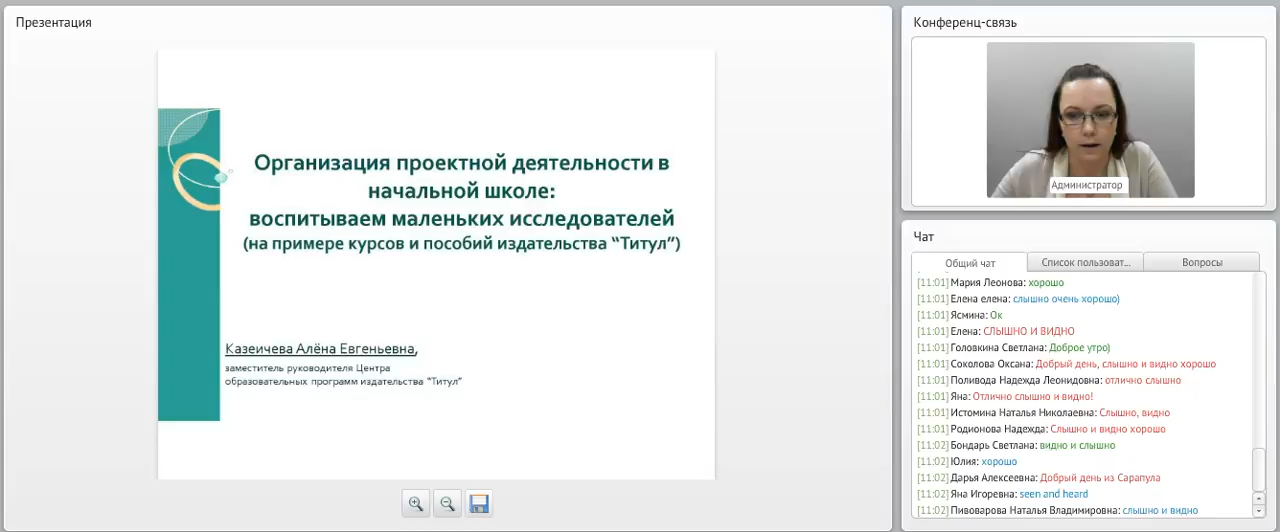 Презентация
Организация проектной деятельности в
начальной школе:
воспитываем маленьких исследователей
(на примере курсов и пособий издательства “Титул”)
Казеичева Алёна Евгеньевна,
заместитель руководителя Центра
образовательных программ издательства “Титул”
Конференц-связь
Администратор
Чат
Общий чат
Список пользоват...
Вопросы
[11:01] Мария Леонова: хорошо
[11:01] Елена елена: слышно очень хорошо)
[11:01] Ясмина: Ок
[11:01] Елена: СЛЫШНО И ВИДНО
[11:01] Головкина Светлана: Доброе утро)
[11:01] Соколова Оксана: Добрый день, слышно и видно хорошо
[11:01] Поливода Надежда Леонидовна: отлично слышно
[11:01] Яна: Отлично слышно и видно!
[11:01] Истомина Наталья Николаевна: Слышно, видно
[11:01] Родионова Надежда: Слышно и видно хорошо
[11:02] Бондарь Светлана: видно и слышно
[11:02] Юлия: хорошо
[11:02] Дарья Алексеевна: Добрый день из Сарапула
[11:02] Яна Игоревна: seen and heard
[11:02] Пивоварова Наталья Владимировна: слышно и видно